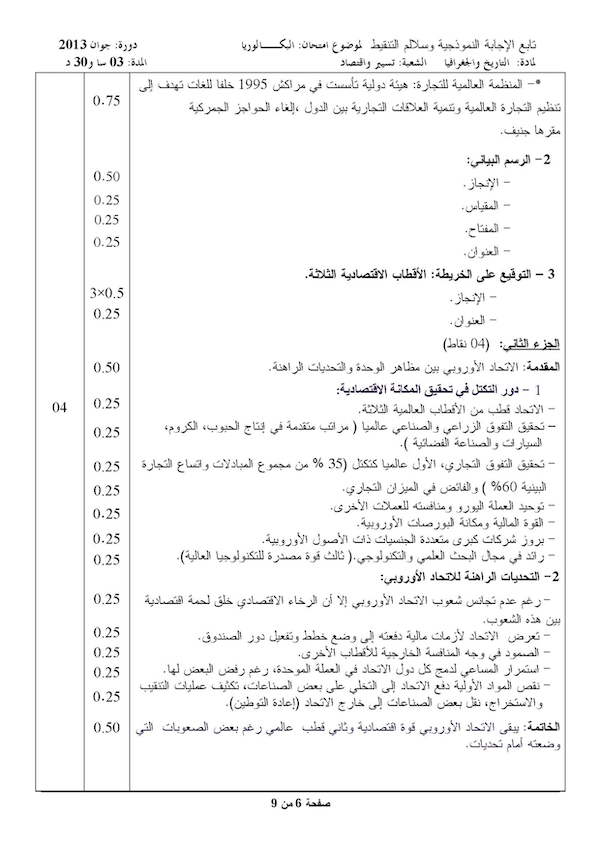 تابع الإجابة النموذجية وسلالم التنقيط لموضوع امتحان: البكـــالوريا دورة: جوان 2013
لمادة: التاريخ والجغرافيا الشعبة: تسيير واقتصاد المدة: 03 سا و30 د
*- المنظمة العالمية للتجارة: هيئة دولية تأسست في مراكش 1995 خلفا للغات تهدف إلى
0.75
تنظيم التجارة العالمية وتنمية العلاقات التجارية بين الدول ،إلغاء الحواجز الجمركية
مقرها جنيف.
2- الرسم البياني:
- الإنجاز. 0.50
- المقياس. 0.25
- المفتاح. 0.25
- العنوان. 0.25
3 - التوقيع على الخريطة: الأقطاب الاقتصادية الثلاثة.
- الإنجاز. 3×0.5
- العنوان. 0.25
الجزء الثاني: (04 نقاط)
المقدمة: الاتحاد الأوروبي بين مظاهر الوحدة والتحديات الراهنة. 0.50
1 - دور التكتل في تحقيق المكانة الاقتصادية:
- الاتحاد قطب من الأقطاب العالمية الثلاثة. 0.25 04
- تحقيق التفوق الزراعي والصناعي عالميا ( مراتب متقدمة في إنتاج الحبوب، الكروم، 0.25
السيارات والصناعة الفضائية ).
- تحقيق التفوق التجاري، الأول عالميا كتكتل (35 % من مجموع المبادلات واتساع التجارة 0.25
البينية 60% ) والفائض في الميزان التجاري. 0.25
- توحيد العملة اليورو ومنافسته للعملات الأخرى. 0.25
- القوة المالية ومكانة البورصات الأوروبية. 0.25
- بروز شركات كبرى متعددة الجنسيات ذات الأصول الأوروبية. 0.25
- رائد في مجال البحث العلمي والتكنولوجي.( ثالث قوة مصدرة للتكنولوجيا العالية). 0.25
2- التحديات الراهنة للاتحاد الأوروبي:
- رغم عدم تجانس شعوب الاتحاد الأوروبي إلا أن الرخاء الاقتصادي خلق لحمة اقتصادية 0.25
بين هذه الشعوب.
- تعرض الاتحاد لأزمات مالية دفعته إلى وضع خطط وتفعيل دور الصندوق. 0.25
- الصمود في وجه المنافسة الخارجية للأقطاب الأخرى. 0.25
- استمرار المساعي لدمج كل دول الاتحاد في العملة الموحدة، رغم رفض البعض لها. 0.25
- نقص المواد الأولية دفع الاتحاد إلى التخلي على بعض الصناعات، تكثيف عمليات التنقيب 0.25
والاستخراج، نقل بعض الصناعات إلى خارج الاتحاد (إعادة التوطين).
الخاتمة: يبقى الاتحاد الأوروبي قوة اقتصادية وثاني قطب عالمي رغم بعض الصعوبات التي 0.50
وضعته أمام تحديات.
صفحة 6 من 9